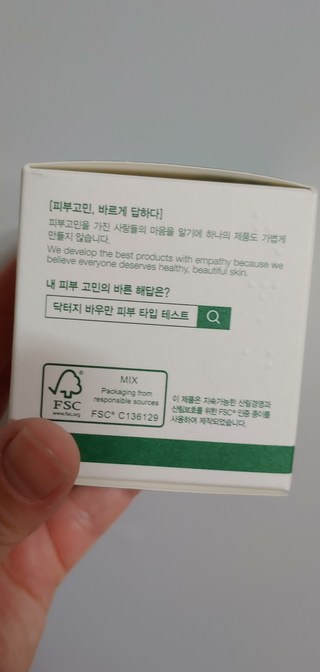 [피부고민, 바르게 답하다]
피부고민을 가진 사람들의 마음을 알기에 하나의 제품도 가볍게
만들지 않습니다.
We develop the best products with empathy because we
believe everyone deserves healthy, beautiful skin.
내 피부 고민의 바른 해답은?
닥터지 바우만 피부 타입 테스트
FSC
www.fsc.org
MIX
Packaging from
responsible sources
FSC® C136129
이 제품은 지속가능한 산림경영과
산림보호를 위한 FSC® 인증 종이를
사용하여 제작되었습니다.